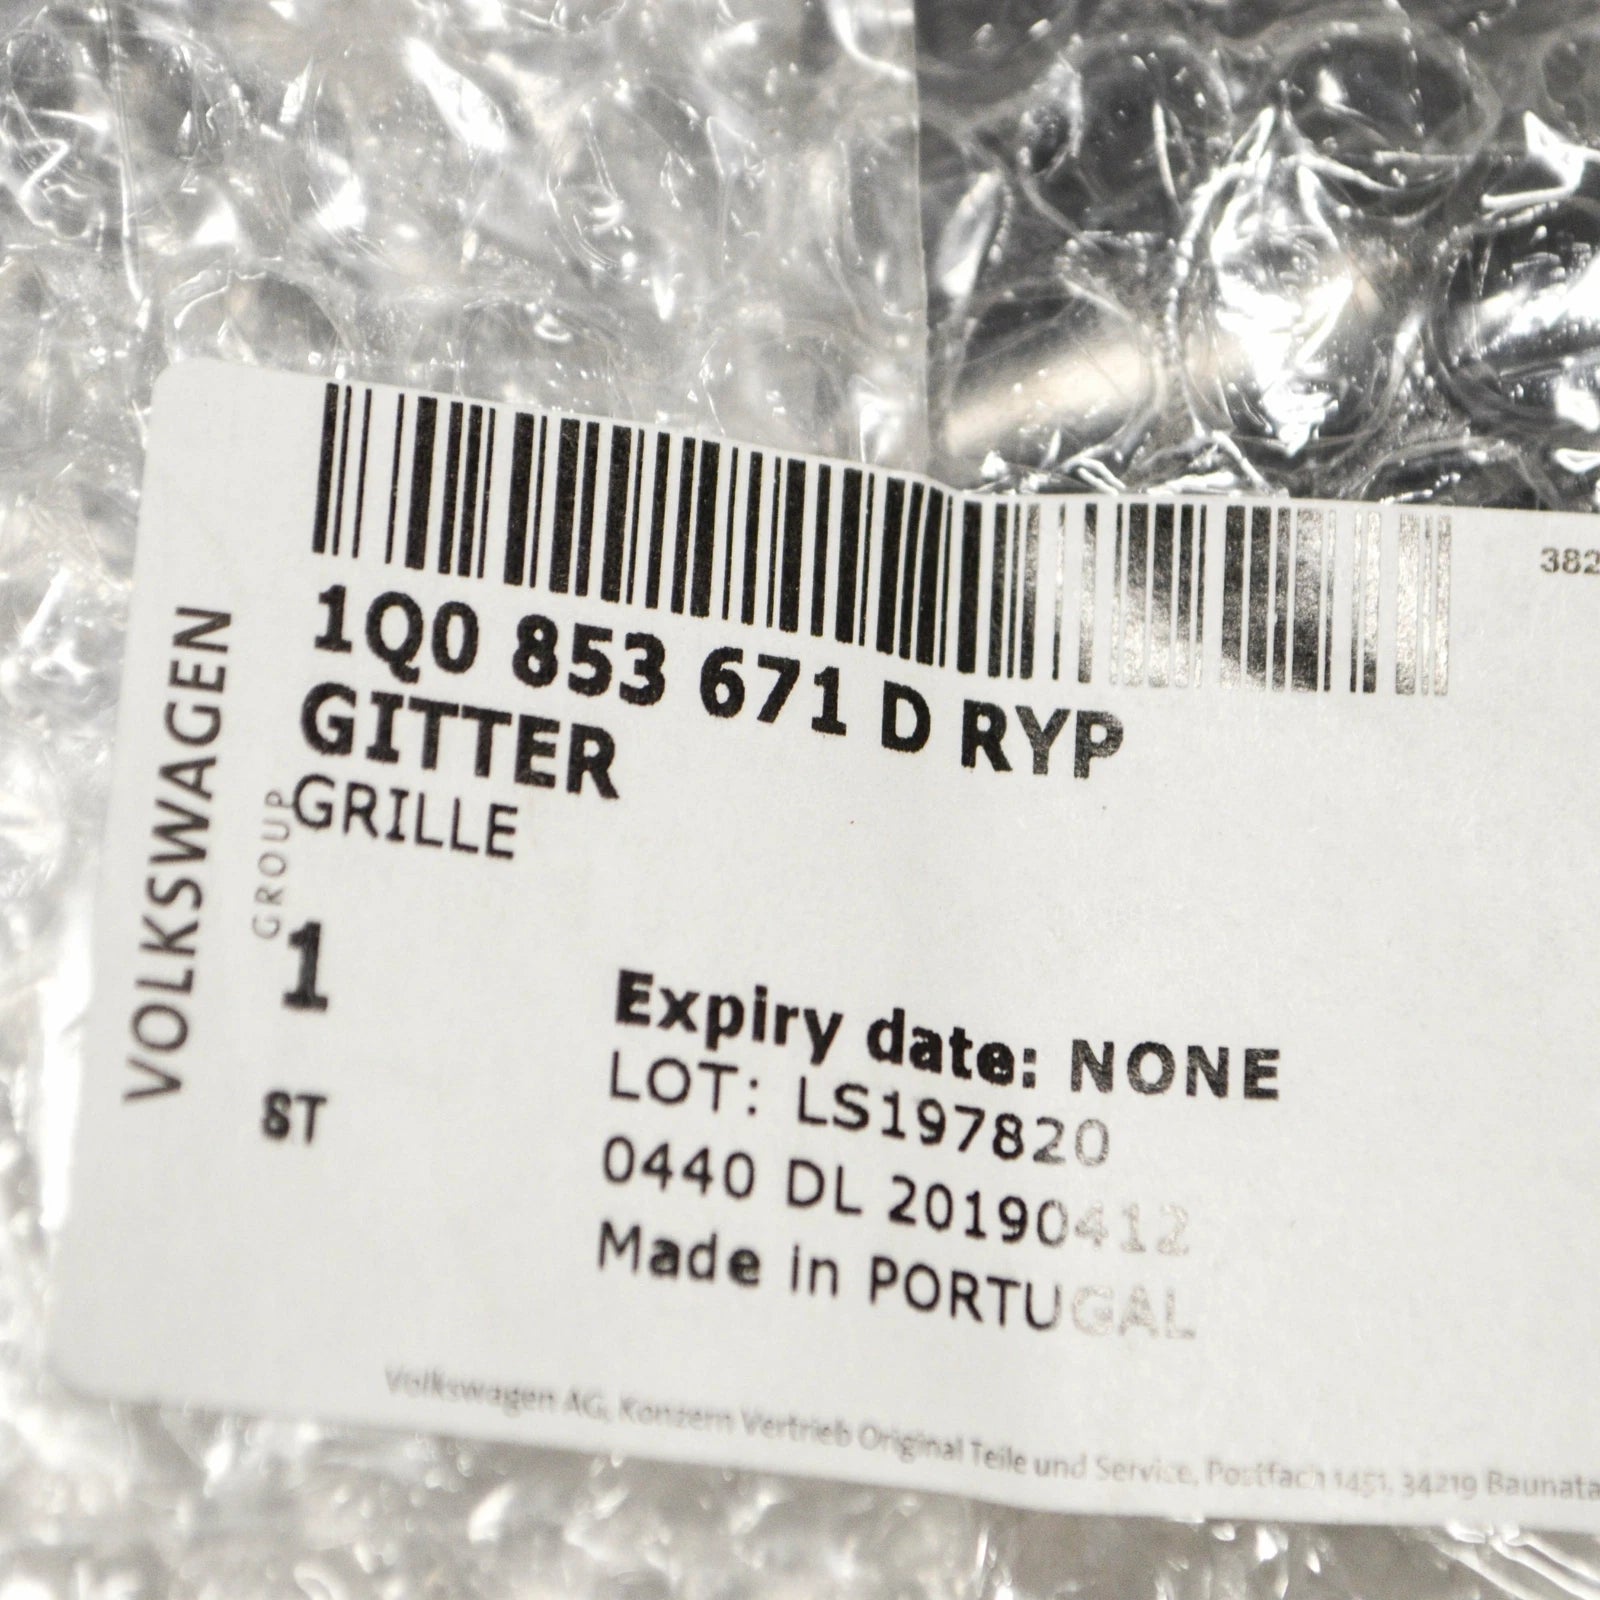 382
1Q0 853 671 D RYP
GITTER
GRILLE
VOLKSWAGEN
GROUP
1
ST
Expiry date: NONE
LOT: LS197820
0440 DL 20190412
Made in PORTUGAL
Volkswagen AG, Konzern Vertrieb Original Teile und Service, Postfach 1451, 34219 Baunata